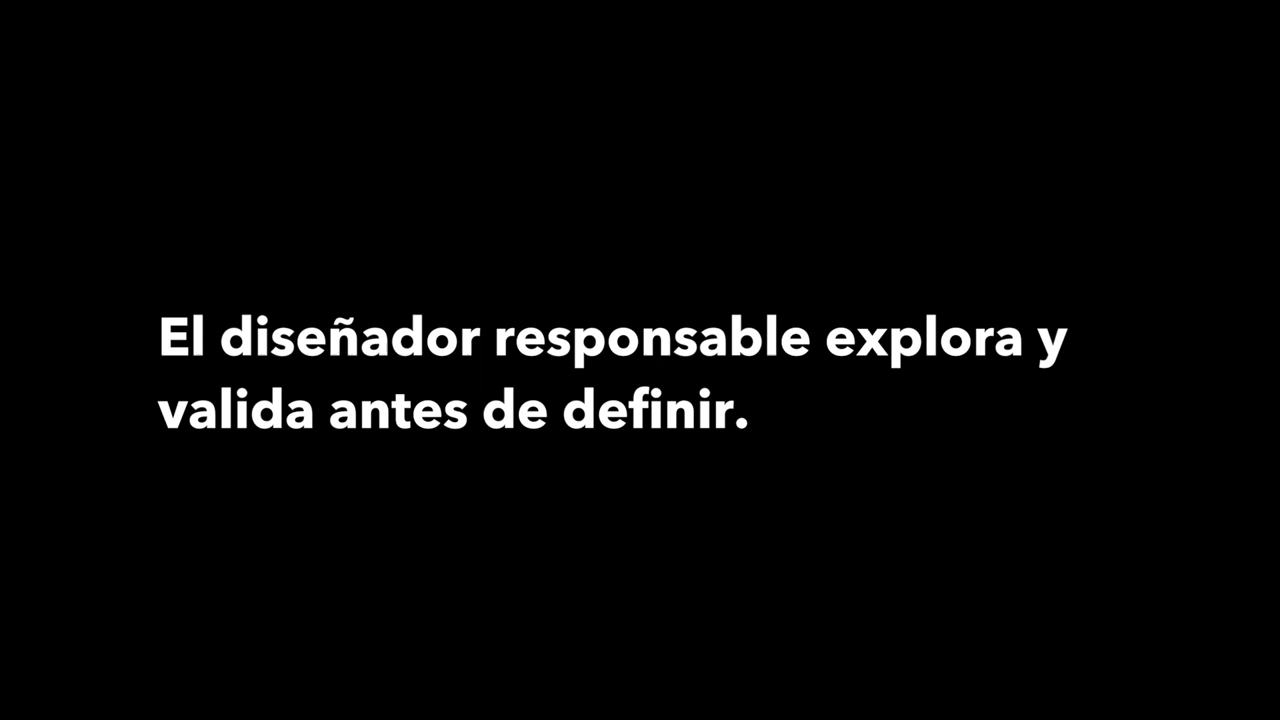 El diseñador responsable explora y
valida antes de definir.